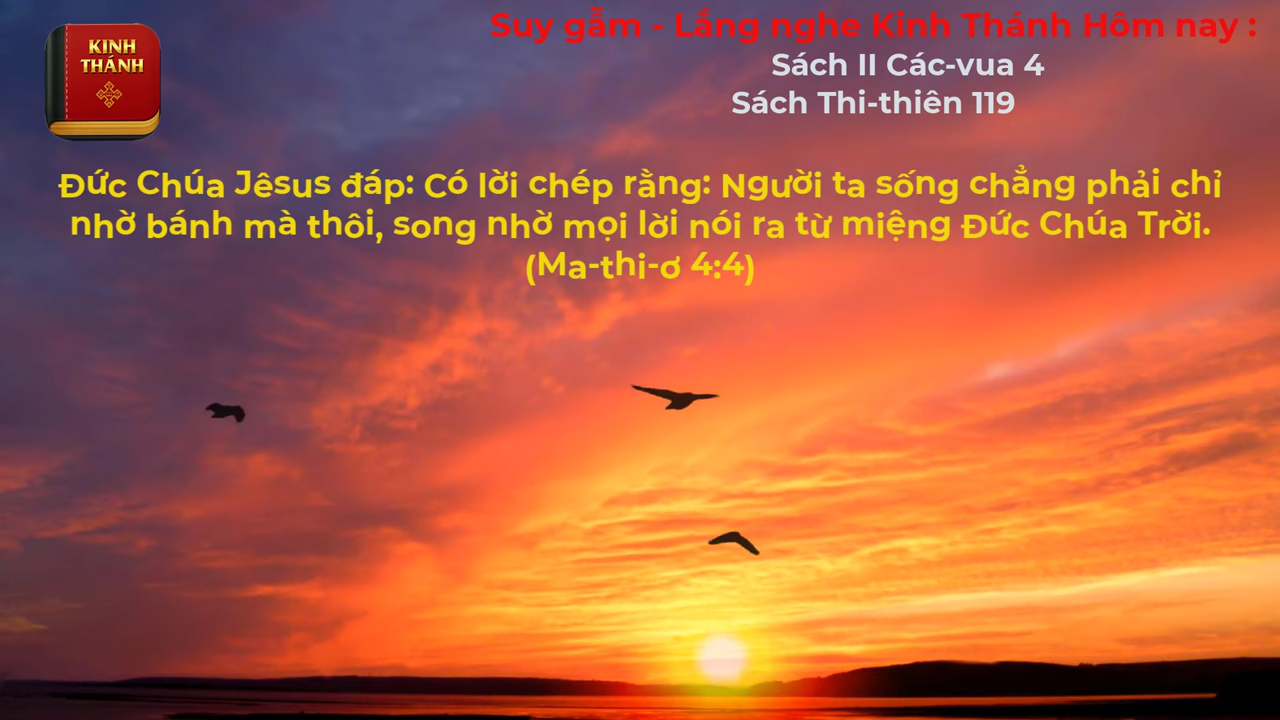 KINH
THÁNH
Suy gẫm - Lắng nghe Kinh Thánh Hôm nay :
Sách II Các-vua 4
Sách Thi-thiên 119
Đức Chúa Jêsus đáp: Có lời chép rằng: Người ta sống chẳng phải chỉ
nhờ bánh mà thôi, song nhờ mọi lời nói ra từ miệng Đức Chúa Trời.
(Ma-thi-ơ 4:4)